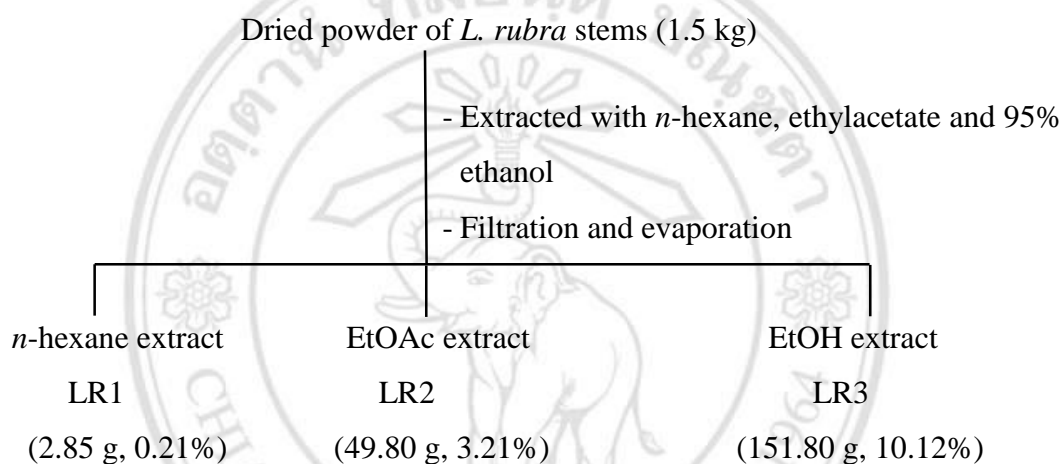 Dried powder of L. rubra stems (1.5 kg)
- Extracted with n-hexane, ethylacetate and 95%
ethanol
- Filtration and evaporation
n-hexane extract EtOAc extract EtOH extract
LR1 LR2 LR3
(2.85 g, 0.21%) (49.80 g, 3.21%) (151.80 g, 10.12%)